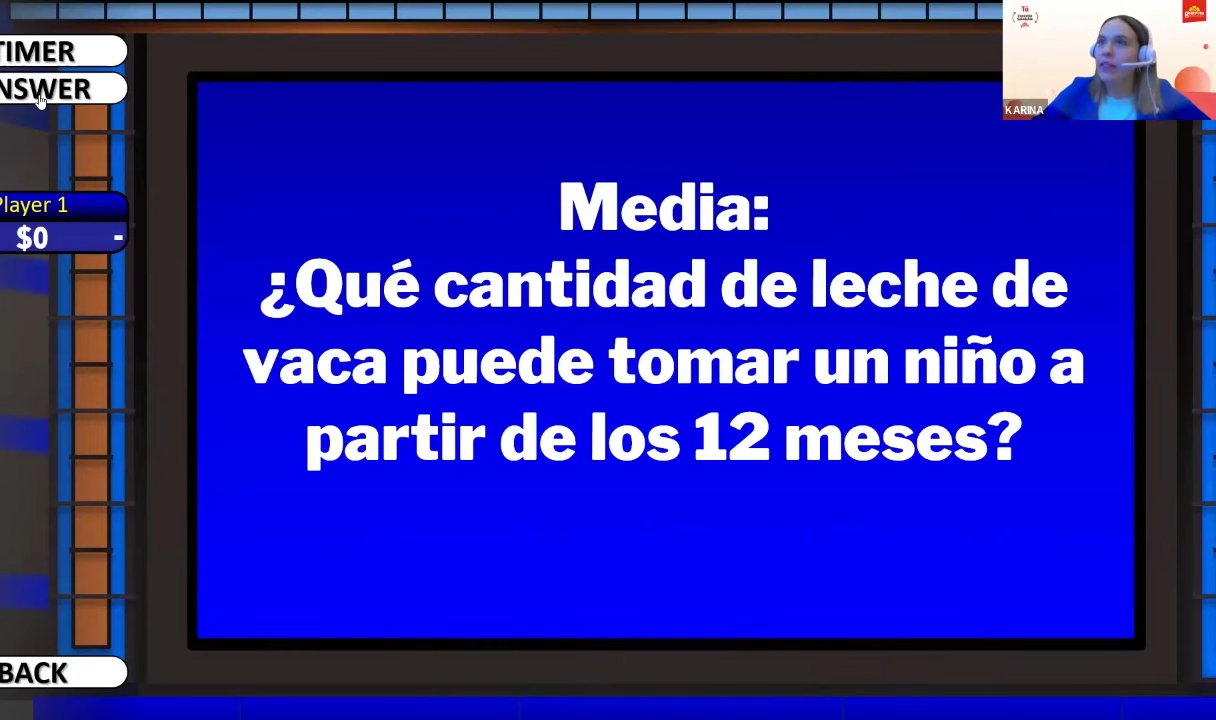 TIMER
NSWER
Player 1
$0 -
BACK
Media:
¿Qué cantidad de leche de
vaca puede tomar un niño a
partir de los 12 meses?
Tú
KARINA